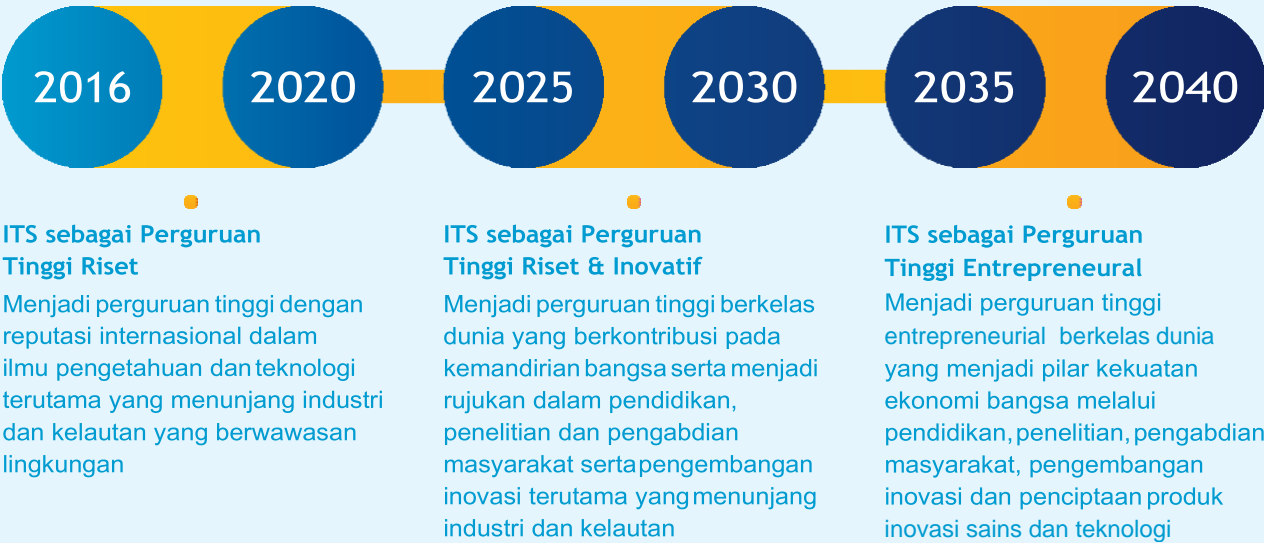 2016
2020
2025
2030
2035
2040
ITS sebagai Perguruan
Tinggi Riset
Menjadi perguruan tinggi dengan
reputasi internasional dalam
ilmu pengetahuan dan teknologi
terutama yang menunjang industri
dan kelautan yang berwawasan
lingkungan
ITS sebagai Perguruan
Tinggi Riset & Inovatif
Menjadi perguruan tinggi berkelas
dunia yang berkontribusi pada
kemandirian bangsa serta menjadi
rujukan dalam pendidikan,
penelitian dan pengabdian
masyarakat serta pengembangan
inovasi terutama yang menunjang
industri dan kelautan
ITS sebagai Perguruan
Tinggi Entrepreneural
Menjadi perguruan tinggi
entrepreneurial berkelas dunia
yang menjadi pilar kekuatan
ekonomi bangsa melalui
pendidikan, penelitian, pengabdian
masyarakat, pengembangan
inovasi dan penciptaan produk
inovasi sains dan teknologi